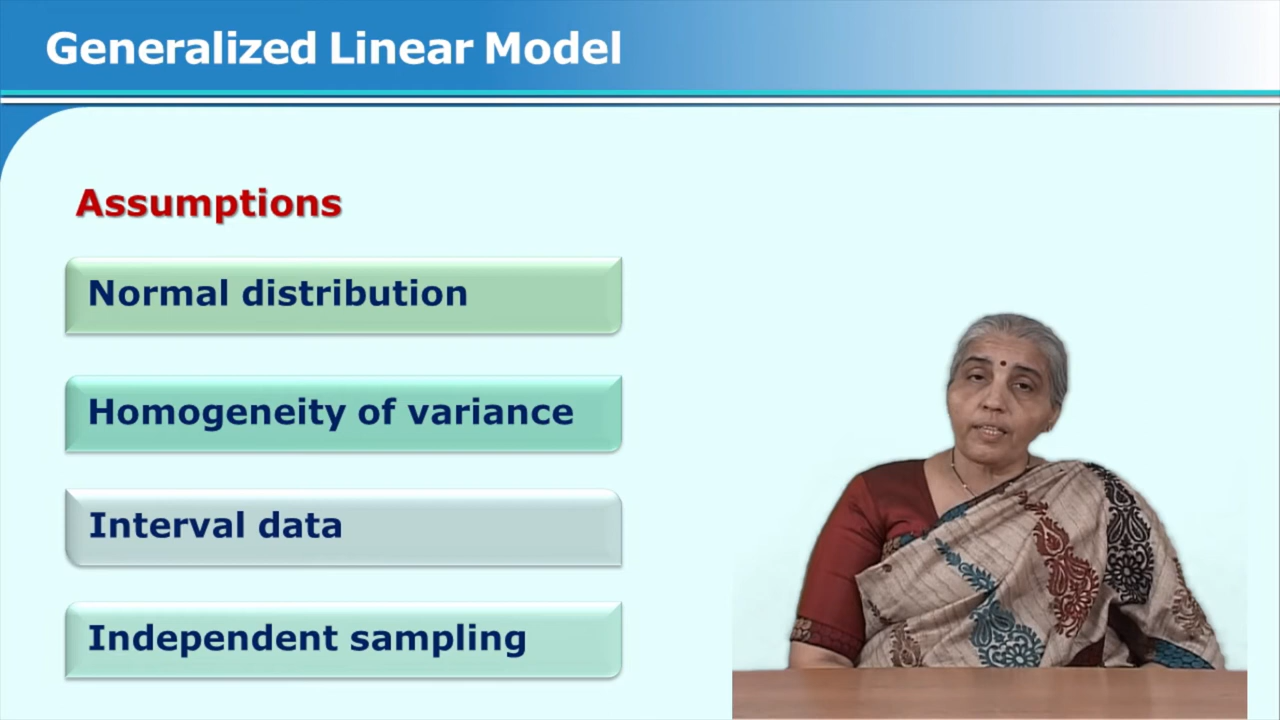 Generalized Linear Model
Assumptions
Normal distribution
Homogeneity of variance
Interval data
Independent sampling